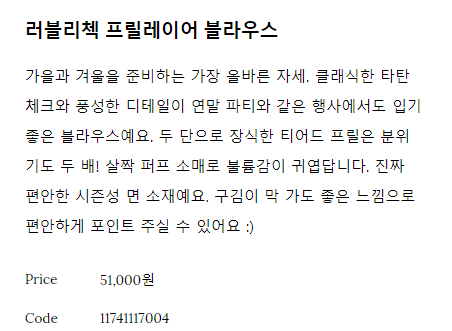 러블리첵 프릴레이어 블라우스
가을과 겨울을 준비하는 가장 올바른 자세. 클래식한 타탄
체크와 풍성한 디테일이 연말 파티와 같은 행사에서도 입기
좋은 블라우스예요. 두 단으로 장식한 티어드 프릴은 분위
기도 두 배! 살짝 퍼프 소매로 볼륨감이 귀엽답니다. 진짜
편안한 시즌성 면 소재예요. 구김이 막 가도 좋은 느낌으로
편안하게 포인트 주실 수 있어요 :)
Price 51,000원
Code 11741117004